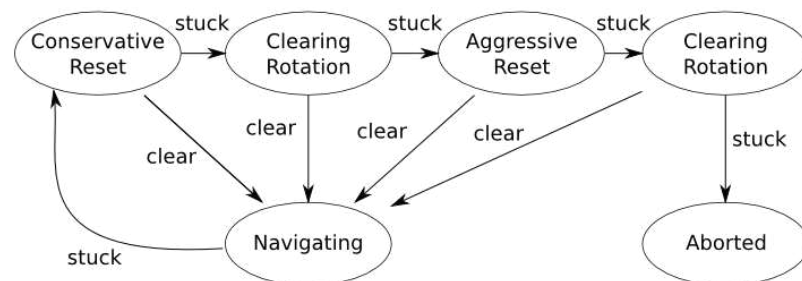 stuck
stuck
stuck
Conservative
Reset
Clearing
Rotation
Aggressive
Reset
Clearing
Rotation
clear
clear
clear
clear
stuck
Navigating
Aborted
stuck